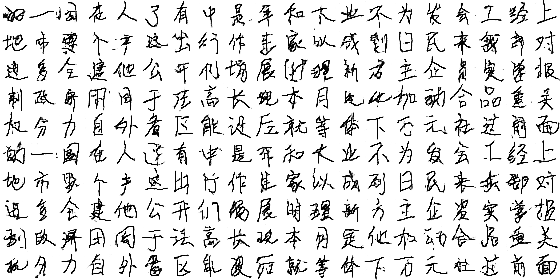 的一国在人了有中是年和大业不为发会工经上
地市要个产这出行作生家以成到日民来我部对
进多全建他公开们场展时理新方主企资实学报
制政济用同于法高长现本月定化加动合品重关
机分力自外者区能设后就等体下万元社过前面
的一国在人了有中是年和大业不为发会工经上
地市要个产这出行作生家以成到日民来我部对
进多全建他公开们场展时理新方主企资实学报
制政济用同于法高长现本月定化加动合品重关
机分力自外者区能设后就等体下万元社过前面